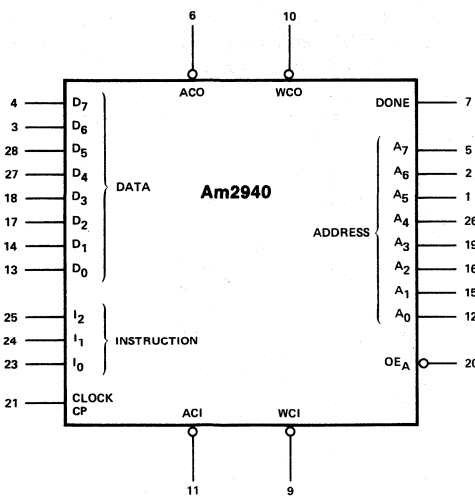 6 10
ACO WCO
4 D7 DONE 7
3 D6
28 D5 A7 5
27 D4 A6 2
18 D3 DATA A5 1
17 D2 Am2940 A4 26
14 D1 ADDRESS A3 19
13 D0 A2 16
A1 15
25 I2 A0 12
24 I1 INSTRUCTION
23 I0 OEA 20
21 CLOCK
CP ACI WCI
11 9